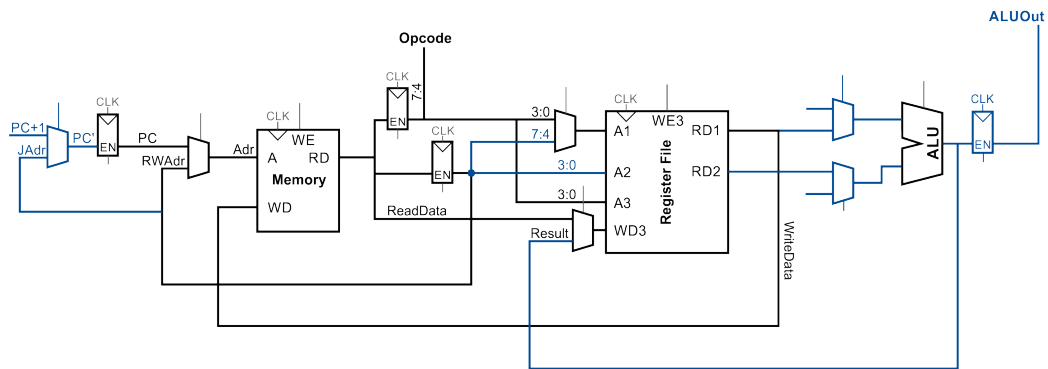 ALUOut
Opcode
CLK
7:4
CLK
CLK
PC+1
PC'
EN
PC
JAdr
RWAdr
Adr
CLK
WE
A
RD
Memory
WD
EN
CLK
EN
3:0
7:4
3:0
3:0
ReadData
Result
CLK
WE3
A1
RD1
A2
RD2
A3
WD3
Register File
WriteData
ALU
CLK
EN